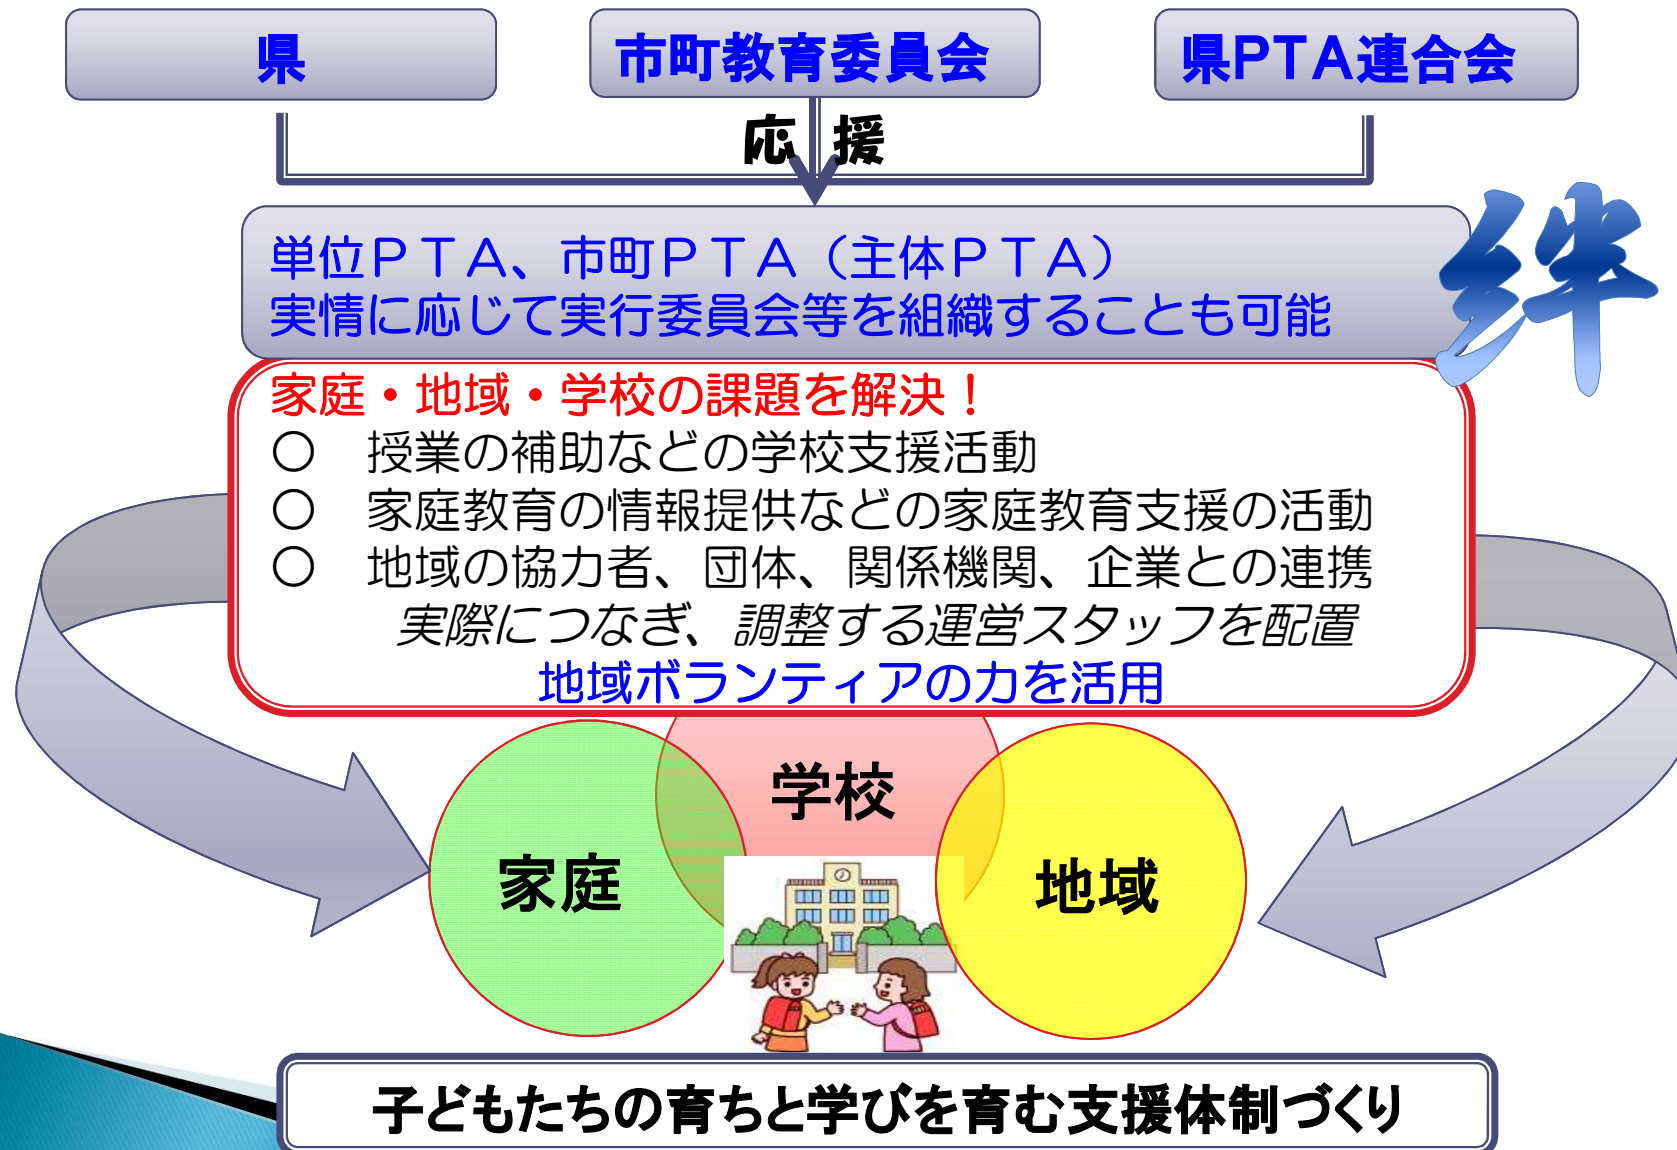 県
市町教育委員会
県PTA連合会
応 援
絆
単位ＰＴＡ、市町ＰＴＡ（主体ＰＴＡ）
実情に応じて実行委員会等を組織することも可能
家庭・地域・学校の課題を解決！
○　授業の補助などの学校支援活動
○　家庭教育の情報提供などの家庭教育支援の活動
○　地域の協力者、団体、関係機関、企業との連携
実際につなぎ、調整する運営スタッフを配置
地域ボランティアの力を活用
学校
家庭
地域
子どもたちの育ちと学びを育む支援体制づくり